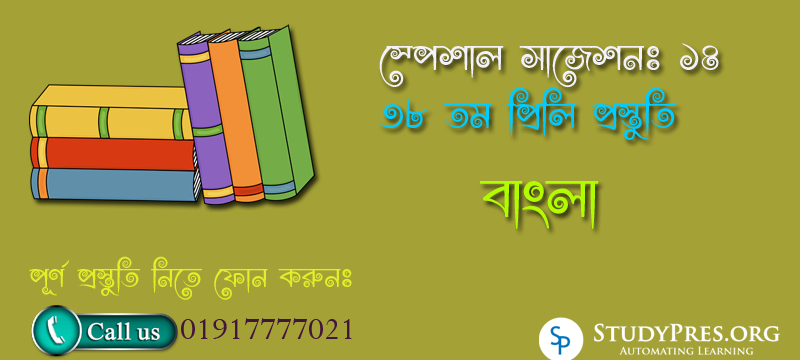 স্পেশাল সাজেশনঃ ১৪
৩৮ তম প্রিলি প্রস্তুতি
বাংলা
পূর্ণ প্রস্তুতি নিতে ফোন করুনঃ
Call us 01917777021
SP StudyPres.org
Automating Learning